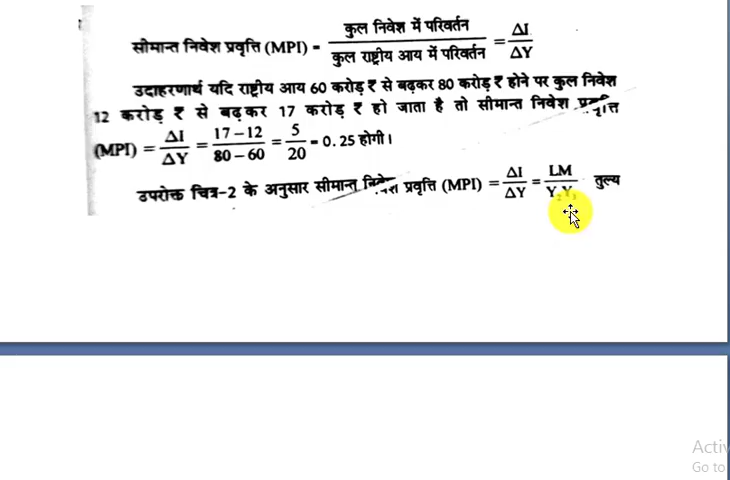 सीमान्त निवेश प्रवृत्ति (MPI) = कुल निवेश में परिवर्तन / कुल राष्ट्रीय आय में परिवर्तन = ΔI / ΔY
उदाहरणार्थ यदि राष्ट्रीय आय 60 करोड़ ₹ से बढ़कर 80 करोड़ ₹ होने पर कुल निवेश
12 करोड़ ₹ से बढ़कर 17 करोड़ ₹ हो जाता है तो सीमान्त निवेश प्रवृत्ति
(MPI) = ΔI / ΔY = 17 – 12 / 80 – 60 = 5 / 20 = 0.25 होगी।
उपरोक्त चित्र-2 के अनुसार सीमान्त निवेश प्रवृत्ति (MPI) = ΔI / ΔY = LM / Y₂Y₁ तुल्य
Activ
Go to